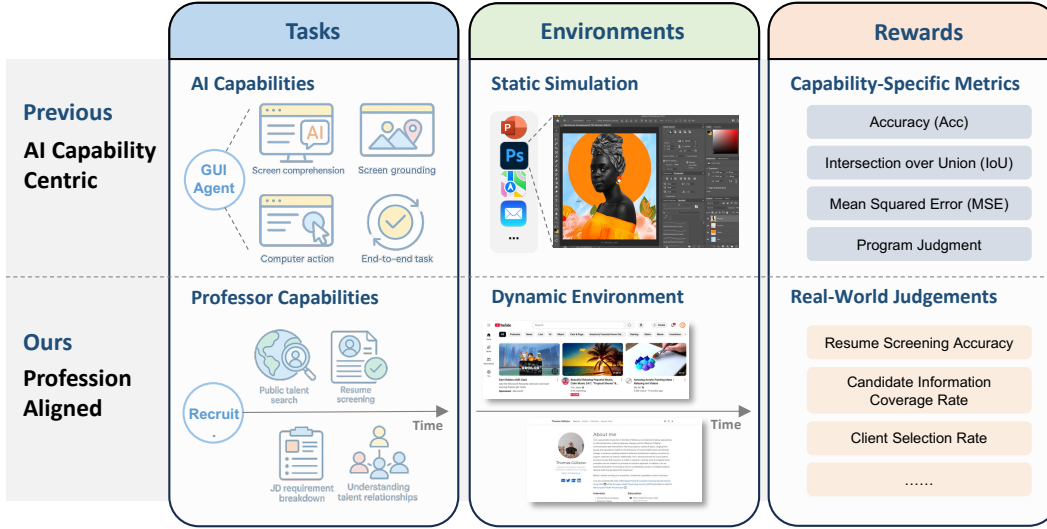 Tasks
Environments
Rewards
Previous
AI Capability
Centric
AI Capabilities
GUI
Agent
AI
Screen comprehension
Screen grounding
Computer action
End-to-end task
Static Simulation
Ps
...
Capability-Specific Metrics
Accuracy (Acc)
Intersection over Union (IoU)
Mean Squared Error (MSE)
Program Judgment
Ours
Profession
Aligned
Professor Capabilities
Recruit
.
Public talent
search
Resume
screening
Time
JD requirement
breakdown
Understanding
talent relationships
Dynamic Environment
YouTube
Time
About me
Real-World Judgements
Resume Screening Accuracy
Candidate Information
Coverage Rate
Client Selection Rate
......